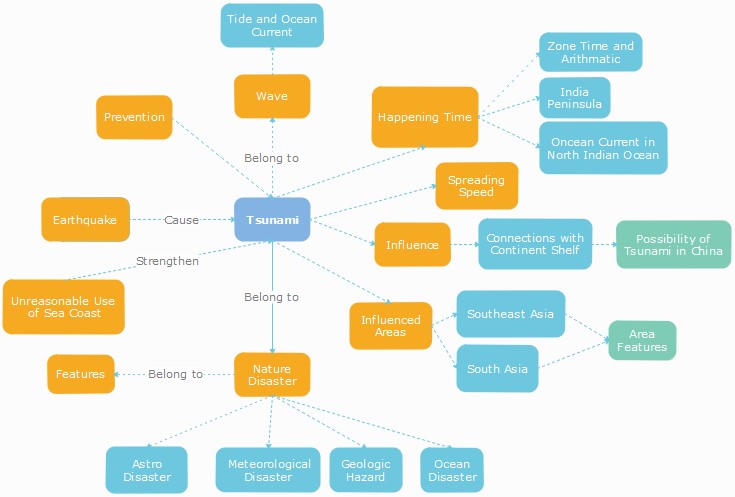 Tide and Ocean
Current
Zone Time and
Arithmatic
Wave
India
Peninsula
Prevention
Happening Time
Oncean Current in
North Indian Ocean
Belong to
Spreading
Speed
Earthquake
Cause
Tsunami
Influence
Connections with
Continent Shelf
Possibility of
Tsunami in China
Strengthen
Unreasonable Use
of Sea Coast
Belong to
Influenced
Areas
Southeast Asia
Area
Features
South Asia
Features
Belong to
Nature
Disaster
Astro
Disaster
Meteorological
Disaster
Geologic
Hazard
Ocean
Disaster